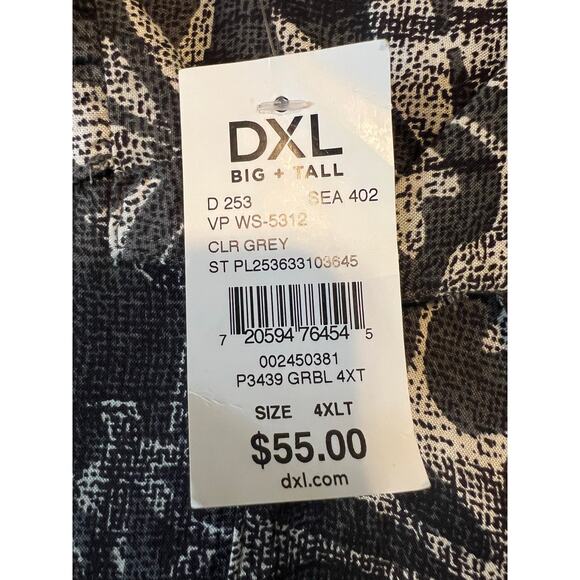 DXL
BIG + TALL
D 253 SEA 402
VP WS-5312
CLR GREY
ST PL253633103645
7 20594 76454 5
002450381
P3439 GRBL 4XT
SIZE 4XLT
$55.00
dxl.com